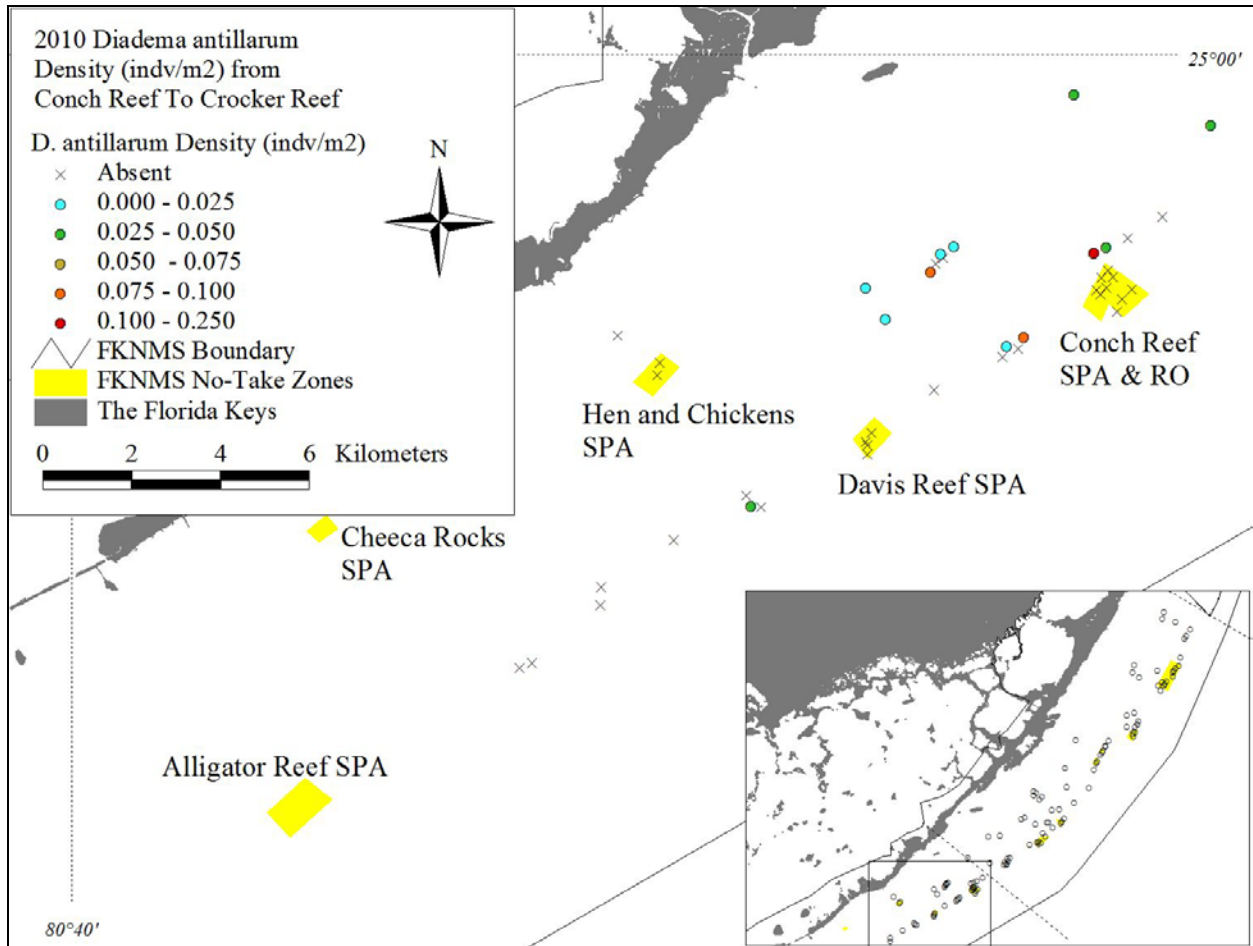 2010 Diadema antillarum
Density (indv/m2) from
Conch Reef To Crocker Reef
D. antillarum Density (indv/m2)
Absent
0.000 - 0.025
0.025 - 0.050
0.050 - 0.075
0.075 - 0.100
0.100 - 0.250
FKNMS Boundary
FKNMS No-Take Zones
The Florida Keys
0 2 4 6 Kilometers
N
25°00'
Conch Reef
SPA & RO
Hen and Chickens
SPA
Davis Reef SPA
Cheeca Rocks
SPA
Alligator Reef SPA
80°40'